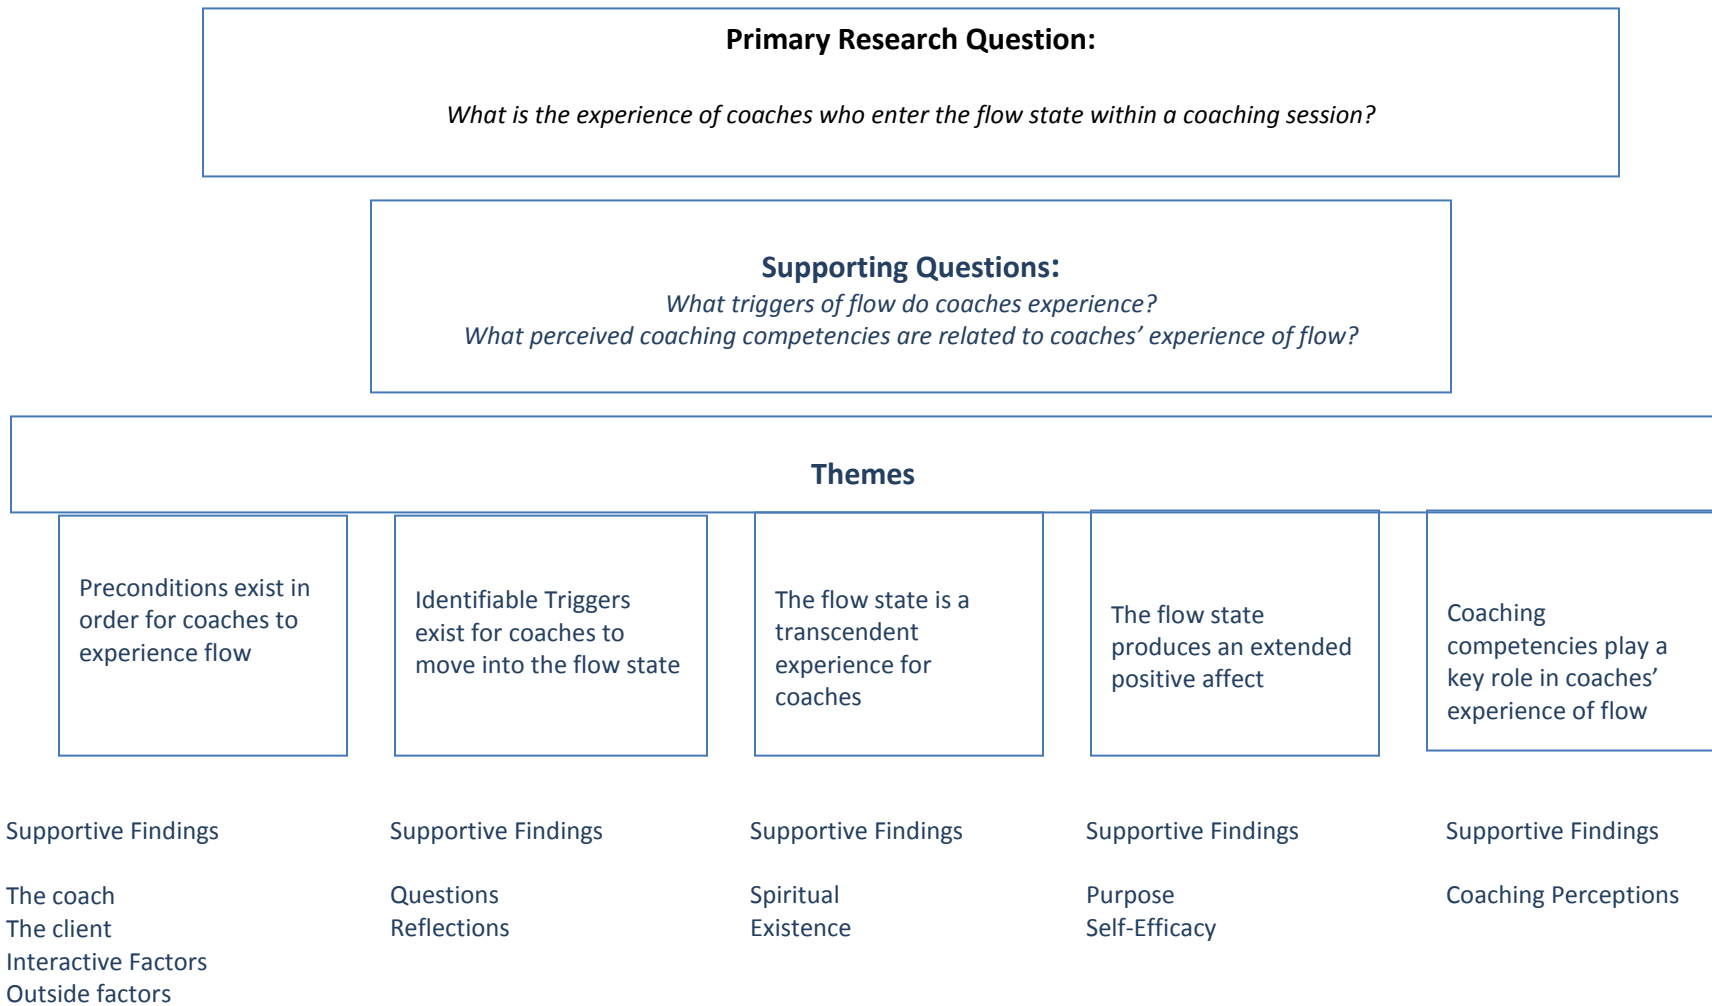 Primary Research Question:
What is the experience of coaches who enter the flow state within a coaching session?
Supporting Questions:
What triggers of flow do coaches experience?
What perceived coaching competencies are related to coaches’ experience of flow?
Themes
Preconditions exist in
order for coaches to
experience flow
Identifiable Triggers
exist for coaches to
move into the flow state
The flow state is a
transcendent
experience for
coaches
The flow state
produces an extended
positive affect
Coaching
competencies play a
key role in coaches’
experience of flow
Supportive Findings
The coach
The client
Interactive Factors
Outside factors
Supportive Findings
Questions
Reflections
Supportive Findings
Spiritual
Existence
Supportive Findings
Purpose
Self-Efficacy
Supportive Findings
Coaching Perceptions